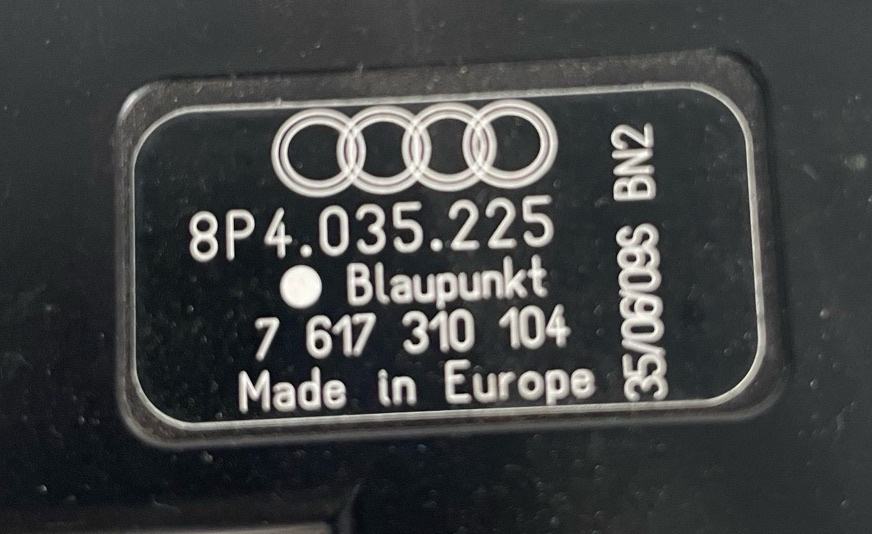 8P4.035.225
Blaupunkt
7 617 310 104
Made in Europe
35/06/09S BN2